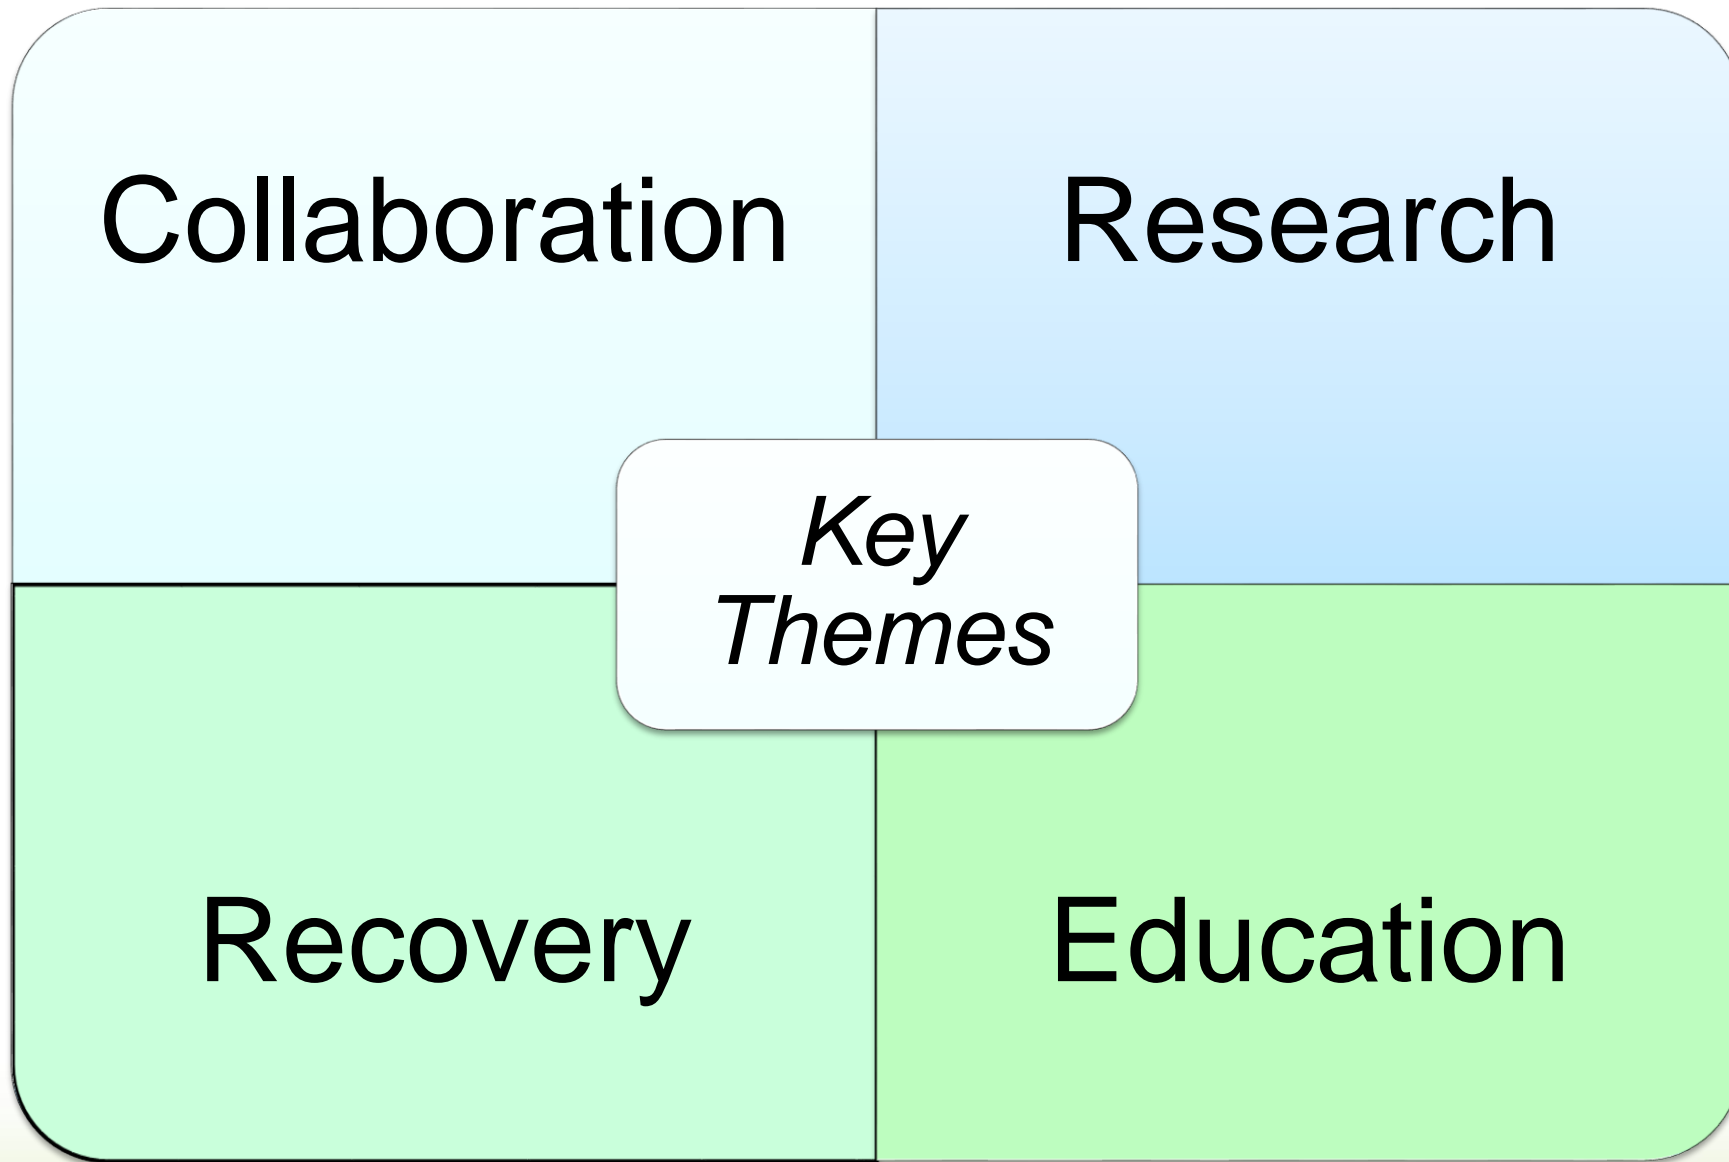 Collaboration
Research
Key
Themes
Recovery
Education